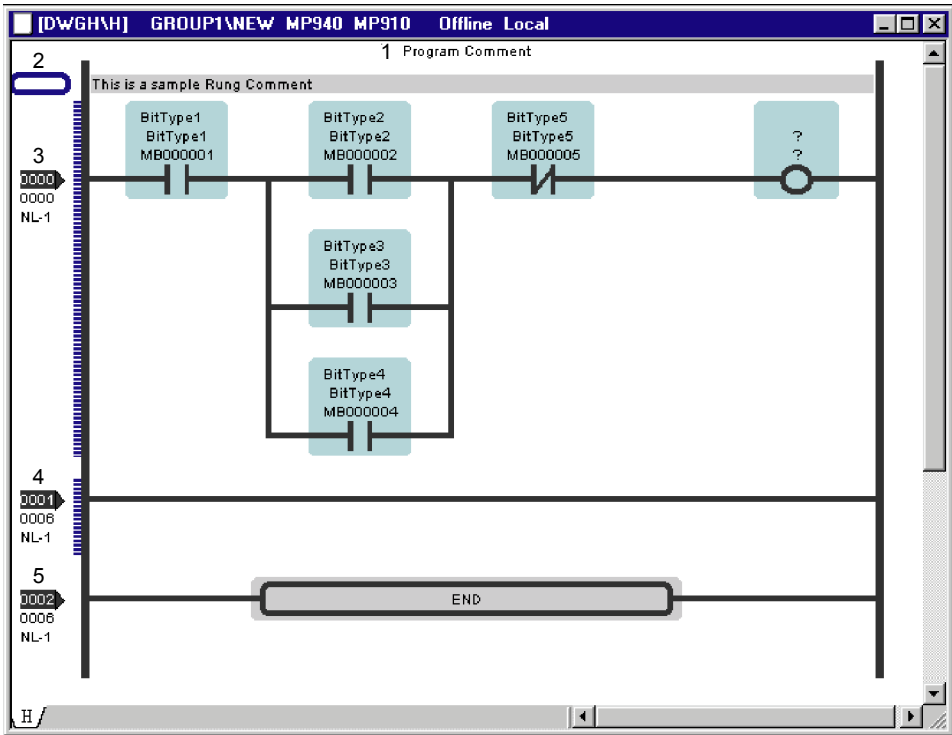 [DWGH\H] GROUP1\NEW MP940 MP910 Offline Local
1 Program Comment
2
This is a sample Rung Comment
BitType1
BitType1
MB000001
BitType2
BitType2
MB000002
BitType5
BitType5
MB000005
?
?
3
0000
0000
NL-1
BitType3
BitType3
MB000003
BitType4
BitType4
MB000004
4
0001
0006
NL-1
5
0002
0006
NL-1
END
H